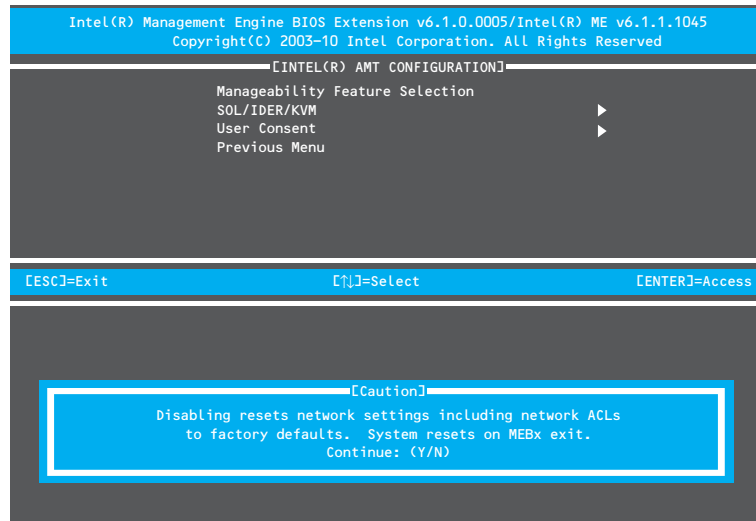 Intel(R) Management Engine BIOS Extension v6.1.0.0005/Intel(R) ME v6.1.1.1045
Copyright(C) 2003–10 Intel Corporation. All Rights Reserved
[INTEL(R) AMT CONFIGURATION]
Manageability Feature Selection
SOL/IDER/KVM
User Consent
Previous Menu
[ESC]=Exit [↑↓]=Select [ENTER]=Access
[Caution]
Disabling resets network settings including network ACLs
to factory defaults. System resets on MEBx exit.
Continue: (Y/N)